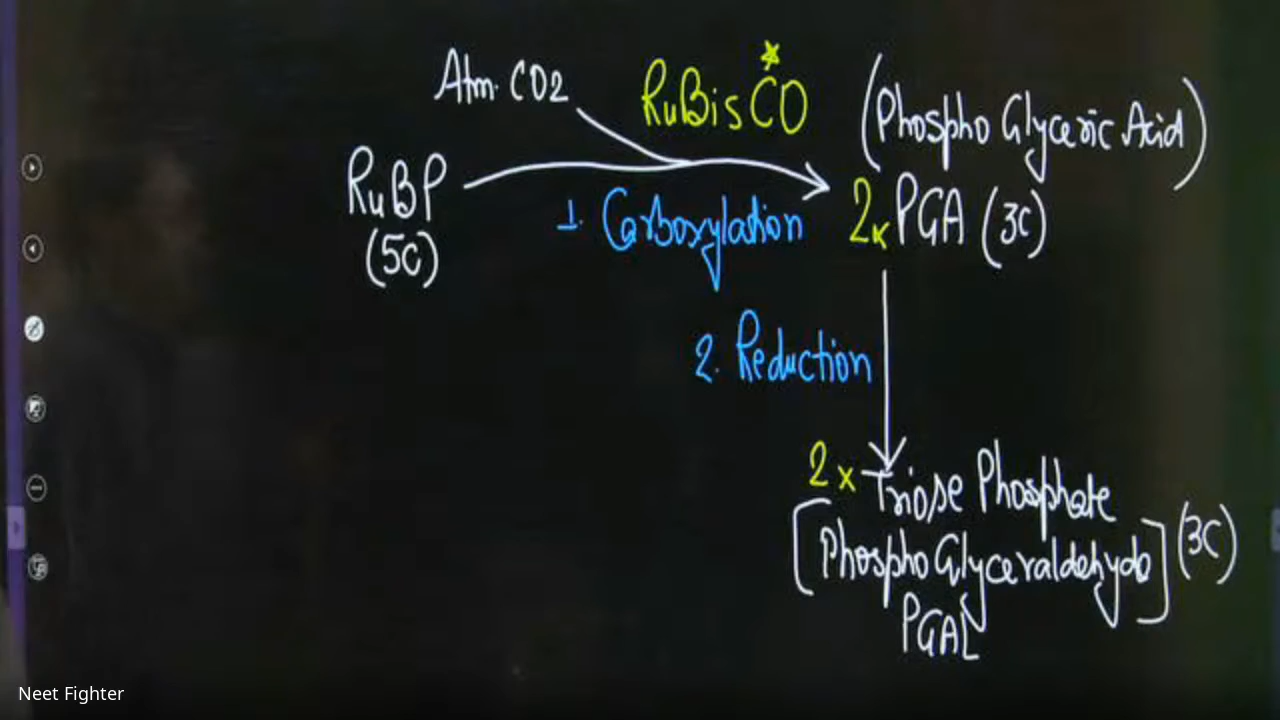 Atm. CO2
RuBisCO
(Phospho Glyceric Acid)
RuBP
(5C)
1. Carboxylation
2x PGA (3C)
2. Reduction
2x Triose Phosphate
[Phospho Glyceraldehyde] (3C)
PGAL
Neet Fighter